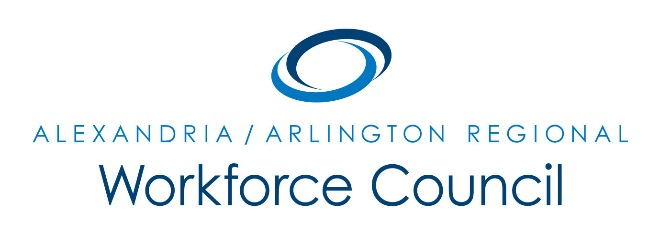 ALEXANDRIA / ARLINGTON REGIONAL
Workforce Council